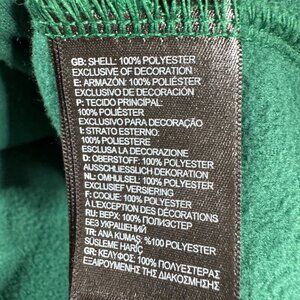 GB: SHELL: 100% POLYESTER
EXCLUSIVE OF DECORATION
E: ARMAZÓN: 100% POLIÉSTER
EXCLUSIVO DE DECORACIÓN
P: TECIDO PRINCIPAL:
100% POLIÉSTER
EXCLUSIVO PARA DECORAÇÃO
I: STRATO ESTERNO:
100% POLIESTERE
ESCLUSA LA DECORAZIONE
D: OBERSTOFF: 100% POLYESTER
AUSSCHLIESSLICH DEKORATION
NL: OMHULSEL: 100% POLYESTER
EXCLUSIEF VERSIERING
F: COQUE: 100% POLYESTER
À L'EXCEPTION DES DÉCORATIONS
RU: ВЕРХ: 100% ПОЛИЭСТЕР
БЕЗ УКРАШЕНИЙ
TR: ANA KUMAŞ: %100 POLYESTER
SÜSLEME HARİÇ
GR: ΚΕΛΥΦΟΣ: 100% ΠΟΛΥΕΣΤΕΡΑΣ
ΕΞΑΙΡΟΥΜΕΝΗΣ ΤΗΣ ΔΙΑΚΟΣΜΗΣΗΣ